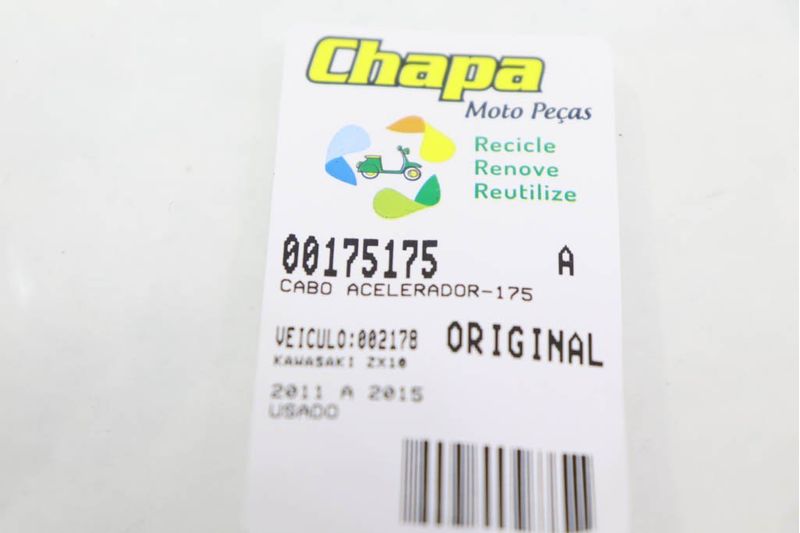 Chapa
Moto Peças
Recicle
Renove
Reutilize
00175175 A
CABO ACELERADOR-175
VEICULO:002178 ORIGINAL
KAWASAKI ZX10
2011 A 2015
USADO